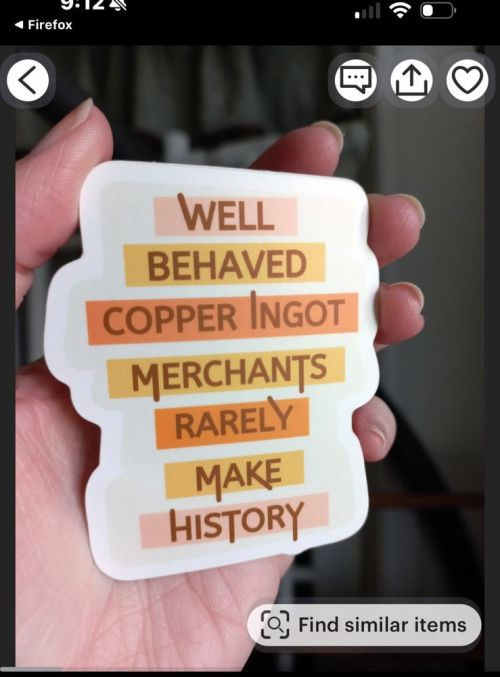 9:12
◀ Firefox
WELL
BEHAVED
COPPER INGOT
MERCHANTS
RARELY
MAKE
HISTORY
Find similar items